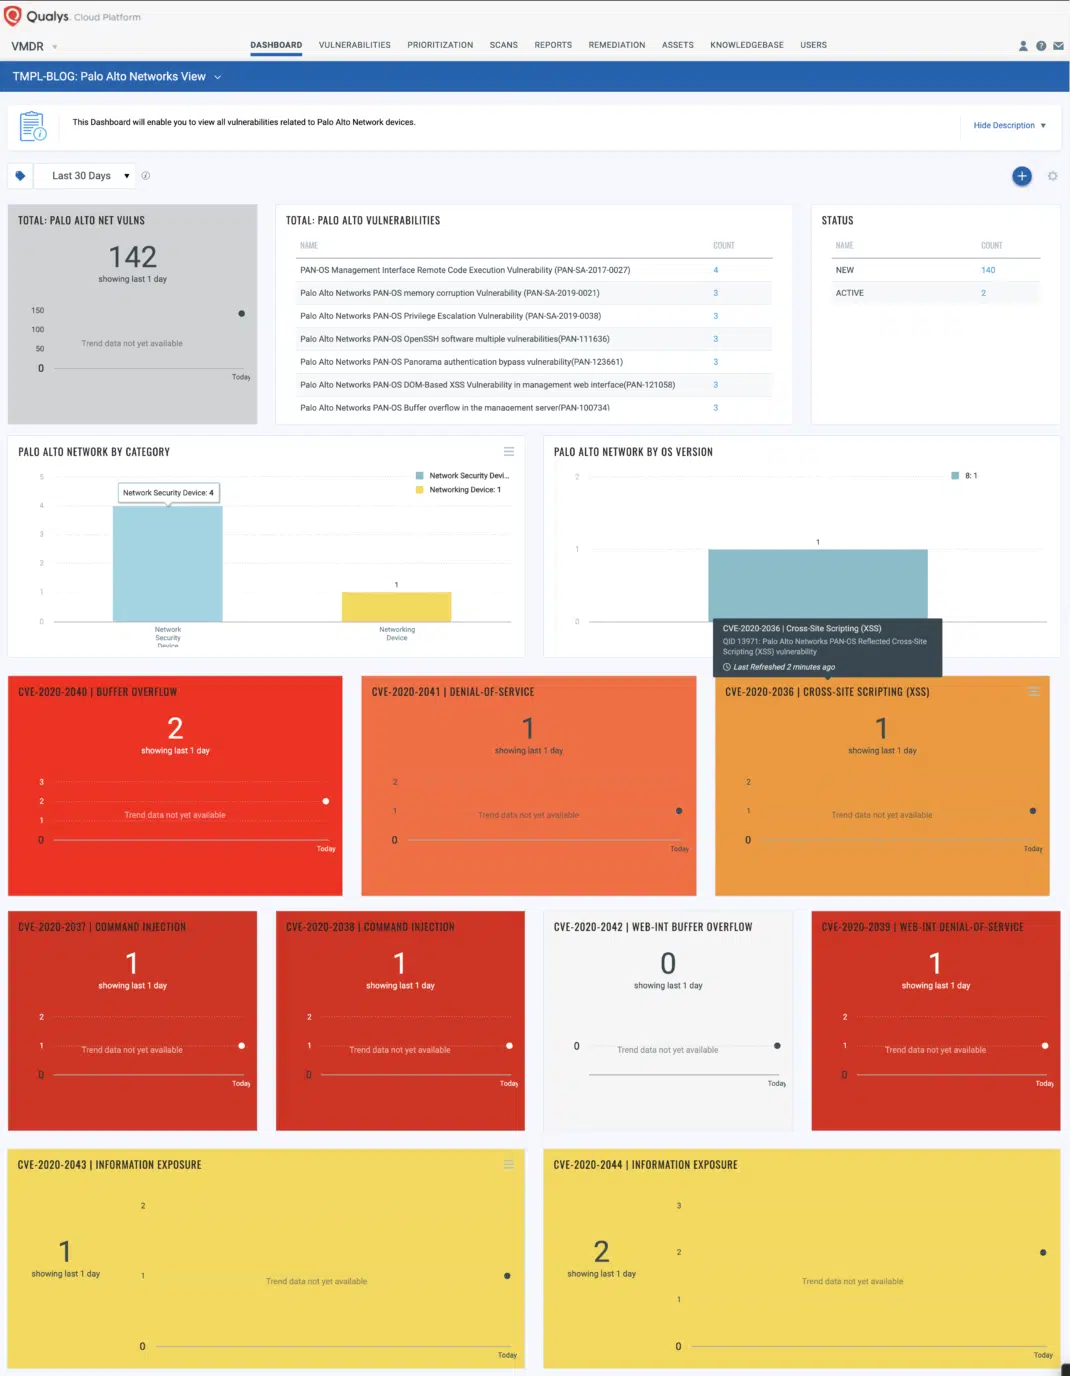 Qualys. Cloud Platform
VMDR
DASHBOARD VULNERABILITIES PRIORITIZATION SCANS REPORTS REMEDIATION ASSETS KNOWLEDGEBASE USERS
TMPL-BLOG: Palo Alto Networks View
This Dashboard will enable you to view all vulnerabilities related to Palo Alto Network devices.
Hide Description
Last 30 Days
TOTAL: PALO ALTO NET VULNS
142
showing last 1 day
150
100
50
0
Trend data not yet available
Today
TOTAL: PALO ALTO VULNERABILITIES
NAME COUNT
PAN-OS Management Interface Remote Code Execution Vulnerability (PAN-SA-2017-0027) 4
Palo Alto Networks PAN-OS memory corruption Vulnerability (PAN-SA-2019-0021) 3
Palo Alto Networks PAN-OS Privilege Escalation Vulnerability (PAN-SA-2019-0038) 3
Palo Alto Networks PAN-OS OpenSSH software multiple vulnerabilities(PAN-111636) 3
Palo Alto Networks PAN-OS Panorama authentication bypass vulnerability(PAN-123661) 3
Palo Alto Networks PAN-OS DOM-Based XSS Vulnerability in management web interface(PAN-121058) 3
Palo Alto Networks PAN-OS Buffer overflow in the management server(PAN-100734) 3
STATUS
NAME COUNT
NEW 140
ACTIVE 2
PALO ALTO NETWORK BY CATEGORY
5
4
3
2
1
0
Network Security Device: 4
Network Security Devi...
Networking Device: 1
1
Network
Security
Device
Networking
Device
PALO ALTO NETWORK BY OS VERSION
2
1
0
8: 1
1
CVE-2020-2036 | Cross-Site Scripting (XSS)
QID 13971: Palo Alto Networks PAN-OS Reflected Cross-Site
Scripting (XSS) vulnerability
Last Refreshed 2 minutes ago
CVE-2020-2040 | BUFFER OVERFLOW
2
showing last 1 day
3
2
1
0
Trend data not yet available
Today
CVE-2020-2041 | DENIAL-OF-SERVICE
1
showing last 1 day
2
1
0
Trend data not yet available
Today
CVE-2020-2036 | CROSS-SITE SCRIPTING (XSS)
1
showing last 1 day
2
1
0
Trend data not yet available
Today
CVE-2020-2037 | COMMAND INJECTION
1
showing last 1 day
2
1
0
Trend data not yet available
Today
CVE-2020-2038 | COMMAND INJECTION
1
showing last 1 day
2
1
0
Trend data not yet available
Today
CVE-2020-2042 | WEB-INT BUFFER OVERFLOW
0
showing last 1 day
0
Trend data not yet available
Today
CVE-2020-2039 | WEB-INT DENIAL-OF-SERVICE
1
showing last 1 day
2
1
0
Trend data not yet available
Today
CVE-2020-2043 | INFORMATION EXPOSURE
1
showing last 1 day
2
1
0
Trend data not yet available
Today
CVE-2020-2044 | INFORMATION EXPOSURE
2
showing last 1 day
3
2
1
0
Trend data not yet available
Today